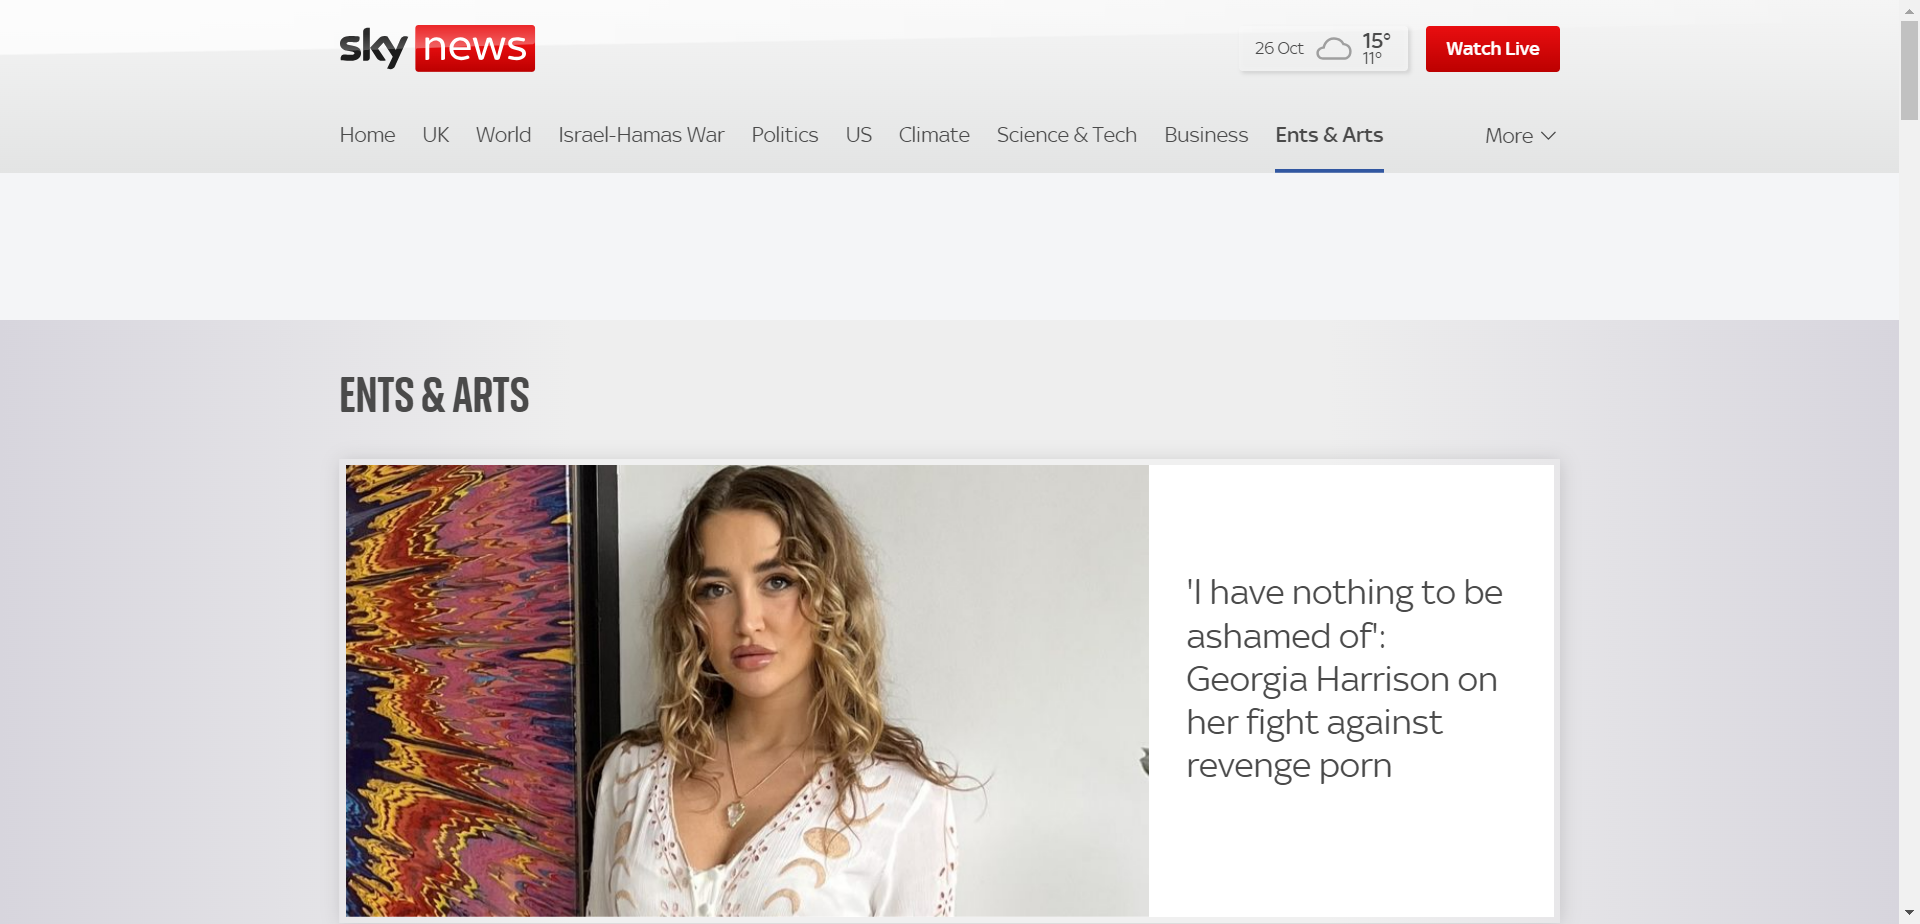 sky news
26 Oct
15°
11°
Watch Live
Home UK World Israel-Hamas War Politics US Climate Science & Tech Business Ents & Arts More
ENTS & ARTS
'I have nothing to be
ashamed of':
Georgia Harrison on
her fight against
revenge porn